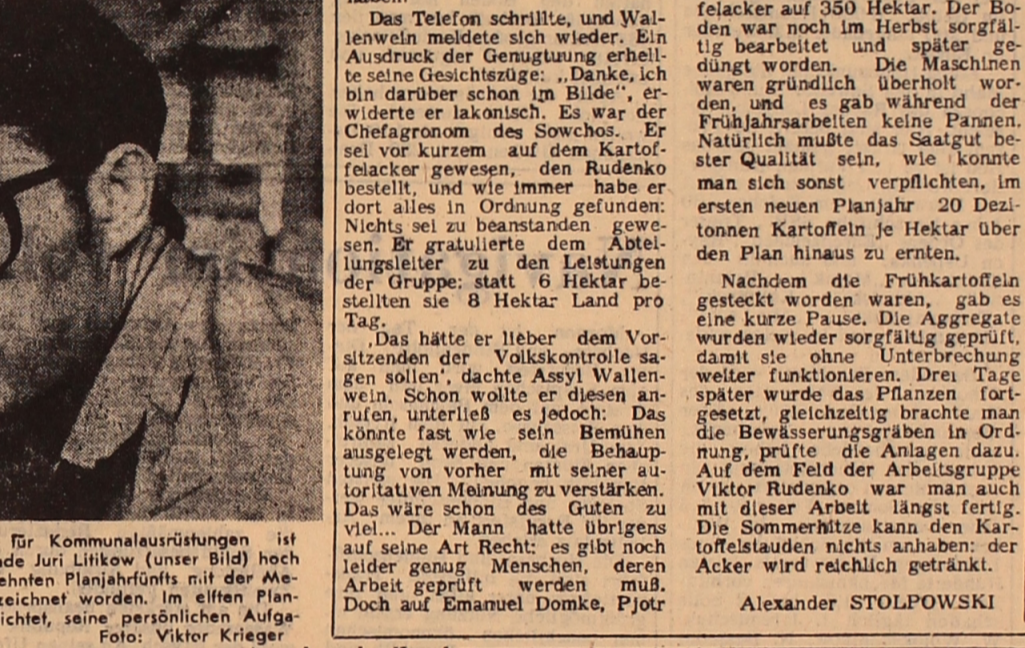 Das Telefon schrillte, und Wal-
lenwein meldete sich wieder. Ein
Ausdruck der Genugtuung erhell-
te seine Gesichtszüge: „Danke, ich
bin darüber schon im Bilde“, er-
widerte er lakonisch. Es war der
Chefagronom des Sowchos. Er
sei vor kurzem auf dem Kartof-
felacker gewesen, den Rudenko
bestellt, und wie immer habe er
dort alles in Ordnung gefunden:
Nichts sei zu beanstanden gewe-
sen. Er gratulierte dem Abtei-
lungsleiter zu den Leistungen
der Gruppe: statt 6 Hektar be-
stellten sie 8 Hektar Land pro
Tag.
‚Das hätte er lieber dem Vor-
sitzenden der Volkskontrolle sa-
gen sollen‘, dachte Assyl Wallen-
wein. Schon wollte er diesen an-
rufen, unterließ es jedoch: Das
könnte fast wie sein Bemühen
ausgelegt werden, die Behaup-
tung von vorher mit seiner au-
toritativen Meinung zu verstärken.
Das wäre schon des Guten zu
viel... Der Mann hatte übrigens
auf seine Art Recht: es gibt noch
leider genug Menschen, deren
Arbeit geprüft werden muß.
Doch auf Emanuel Domke, Pjotr
felacker auf 350 Hektar. Der Bo-
den war noch im Herbst sorgfäl-
tig bearbeitet und später ge-
düngt worden. Die Maschinen
waren gründlich überholt wor-
den, und es gab während der
Frühjahrsarbeiten keine Pannen.
Natürlich mußte das Saatgut be-
ster Qualität sein, wie konnte
man sich sonst verpflichten, im
ersten neuen Planjahr 20 Dezi-
tonnen Kartoffeln je Hektar über
den Plan hinaus zu ernten.
Nachdem die Frühkartoffeln
gesteckt worden waren, gab es
eine kurze Pause. Die Aggregate
wurden wieder sorgfältig geprüft,
damit sie ohne Unterbrechung
weiter funktionieren. Drei Tage
später wurde das Pflanzen fort-
gesetzt, gleichzeitig brachte man
die Bewässerungsgräben in Ord-
nung, prüfte die Anlagen dazu.
Auf dem Feld der Arbeitsgruppe
Viktor Rudenko war man auch
mit dieser Arbeit längst fertig.
Die Sommerhitze kann den Kar-
toffelstauden nichts anhaben: der
Acker wird reichlich getränkt.
Alexander STOLPOWSKI
für Kommunalausrüstungen ist
nde Juri Litikow (unser Bild) hoch
ehnten Planjahrfünfts mit der Me-
zeichnet worden. Im elften Plan-
ichtet, seine persönlichen Aufga-
Foto: Viktor Krieger